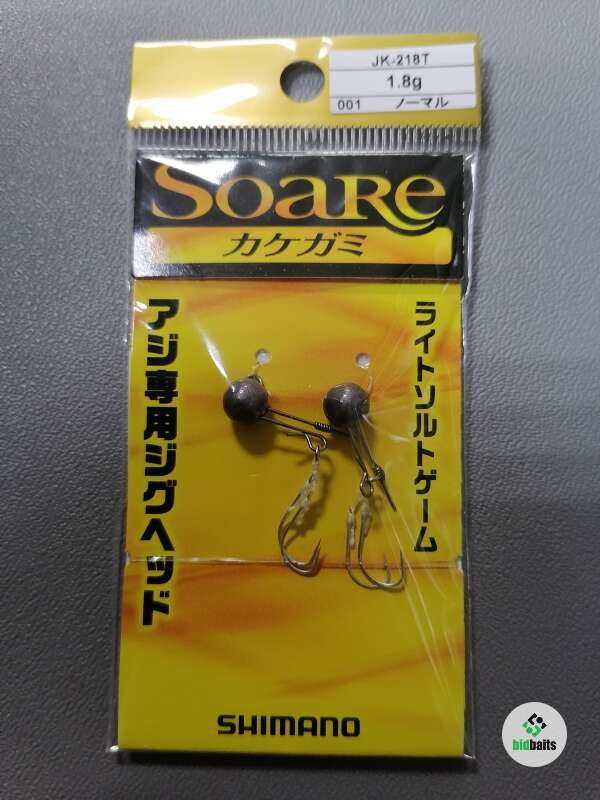 JK-218T
1.8g
001 ノーマル
Soare
カケガミ
アジ専用ジグヘッド
ライトソルトゲーム
SHIMANO
bidbaits